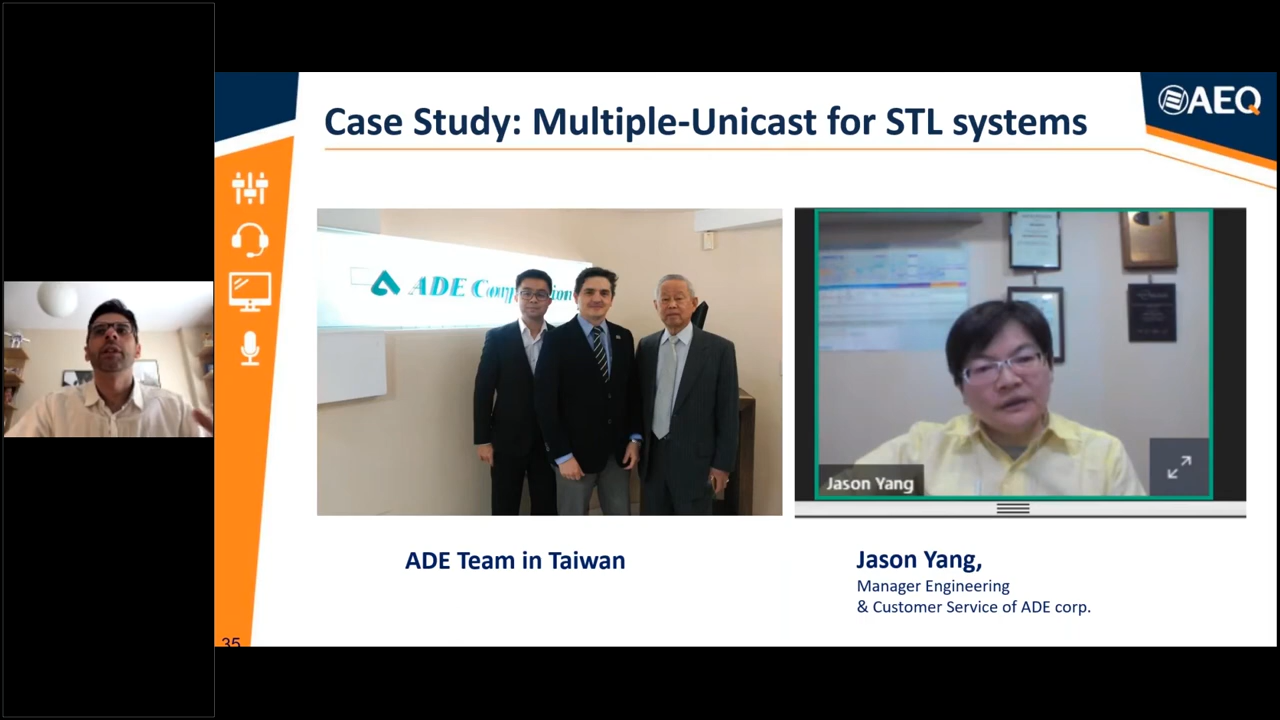 Case Study: Multiple-Unicast for STL systems
AEQ
ADE Corp
Jason Yang
ADE Team in Taiwan
Jason Yang,
Manager Engineering
& Customer Service of ADE corp.
35